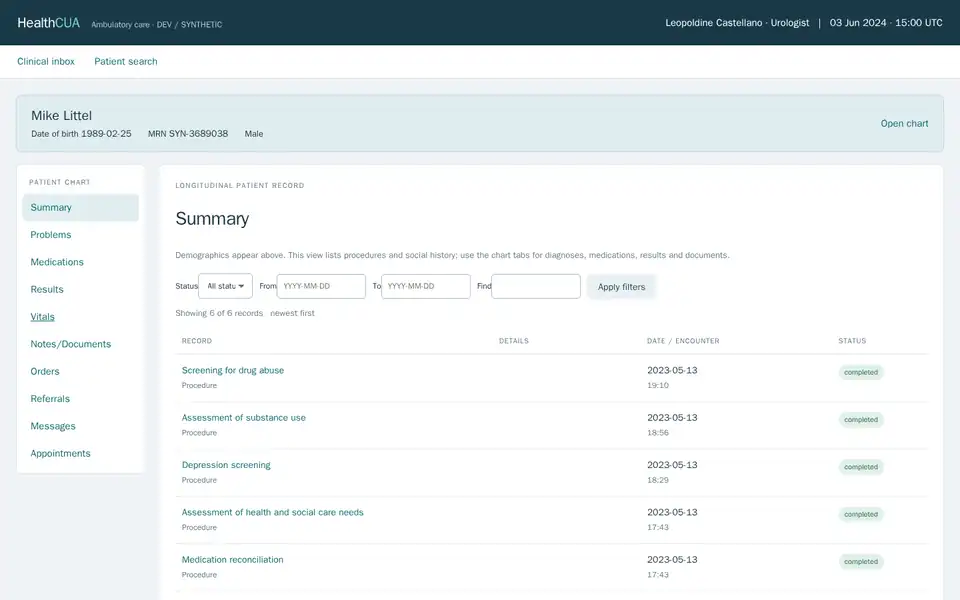 HealthCUA Ambulatory care · DEV / SYNTHETIC
Leopoldine Castellano · Urologist | 03 Jun 2024 · 15:00 UTC
Clinical inbox Patient search
Mike Littel
Date of birth 1989-02-25 MRN SYN-3689038 Male
Open chart
PATIENT CHART
Summary
Problems
Medications
Results
Vitals
Notes/Documents
Orders
Referrals
Messages
Appointments
LONGITUDINAL PATIENT RECORD
Summary
Demographics appear above. This view lists procedures and social history; use the chart tabs for diagnoses, medications, results and documents.
Status All statu From YYYY-MM-DD To YYYY-MM-DD Find Apply filters
Showing 6 of 6 records newest first
RECORD DETAILS DATE / ENCOUNTER STATUS
Screening for drug abuse 2023-05-13 completed
Procedure 19:10
Assessment of substance use 2023-05-13 completed
Procedure 18:56
Depression screening 2023-05-13 completed
Procedure 18:29
Assessment of health and social care needs 2023-05-13 completed
Procedure 17:43
Medication reconciliation 2023-05-13 completed
Procedure 17:43